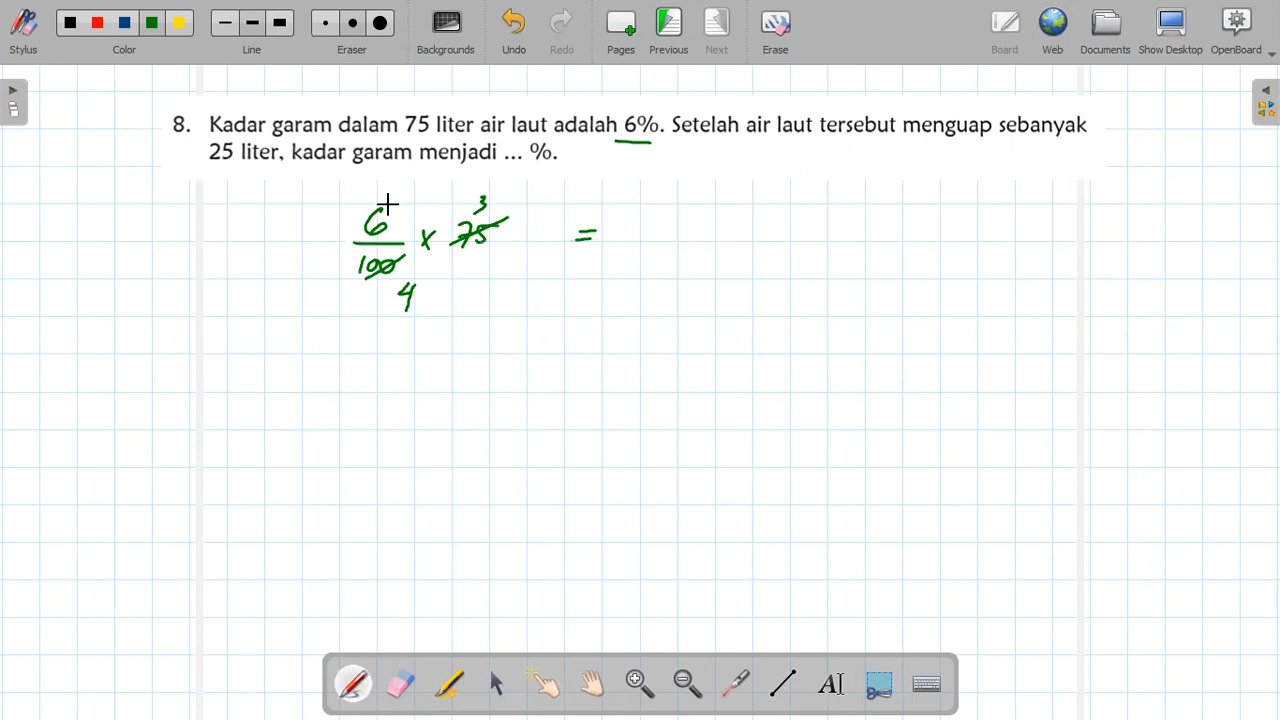 Stylus Color Line Eraser Backgrounds Undo Redo Pages Previous Next Erase Board Web Documents Show Desktop OpenBoard
8. Kadar garam dalam 75 liter air laut adalah 6%. Setelah air laut tersebut menguap sebanyak
25 liter, kadar garam menjadi ... %.
3
6 x 75 =
100
4
AI